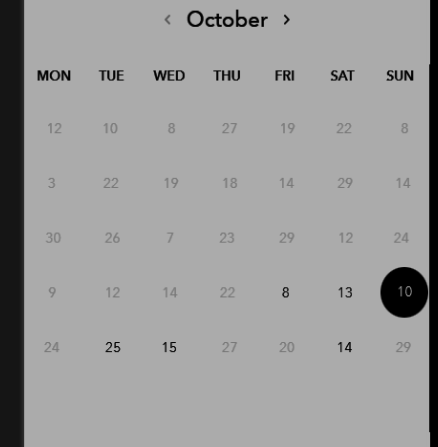 ‹ October ›
MON TUE WED THU FRI SAT SUN
12 10 8 27 19 22 8
3 22 19 18 14 29 14
30 26 7 23 29 12 24
9 12 14 22 8 13 10
24 25 15 27 20 14 29